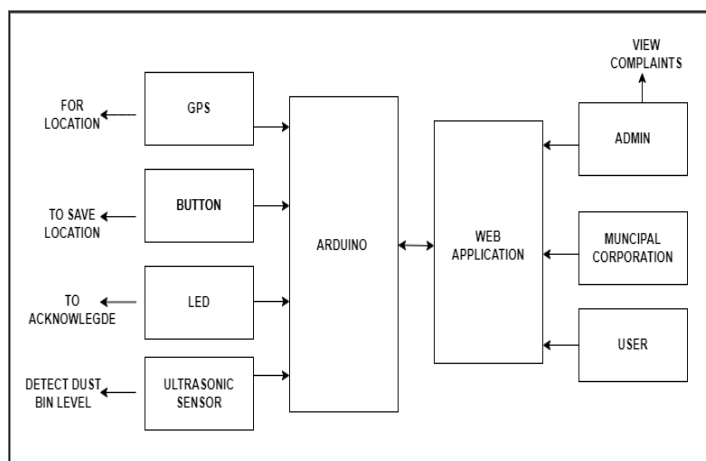 VIEW
COMPLAINTS
FOR
LOCATION
GPS
ADMIN
TO SAVE
LOCATION
BUTTON
ARDUINO
WEB
APPLICATION
MUNCIPAL
CORPORATION
TO
ACKNOWLEGDE
LED
USER
DETECT DUST
BIN LEVEL
ULTRASONIC
SENSOR